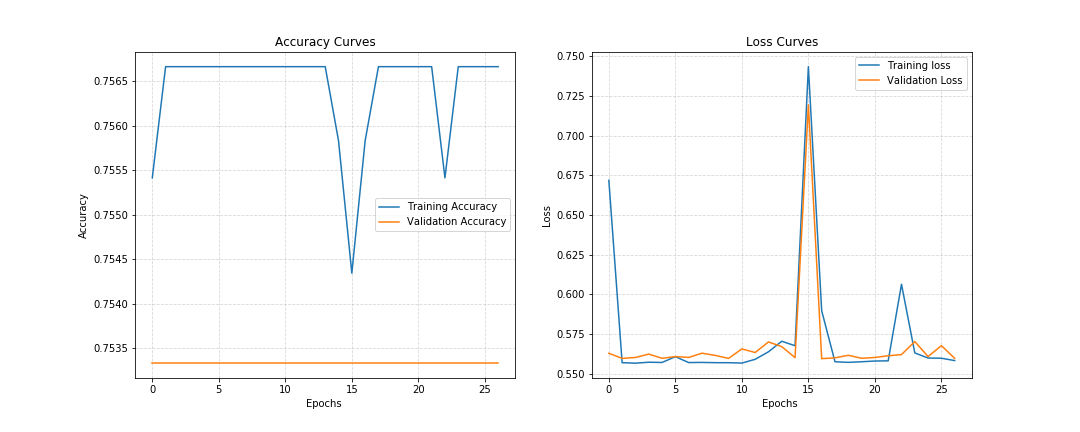 Accuracy Curves
0.7565
0.7560
0.7555
0.7550
0.7545
0.7540
0.7535
Accuracy
Training Accuracy
Validation Accuracy
0 5 10 15 20 25
Epochs
Loss Curves
0.750
0.725
0.700
0.675
0.650
0.625
0.600
0.575
0.550
Loss
Training loss
Validation Loss
0 5 10 15 20 25
Epochs